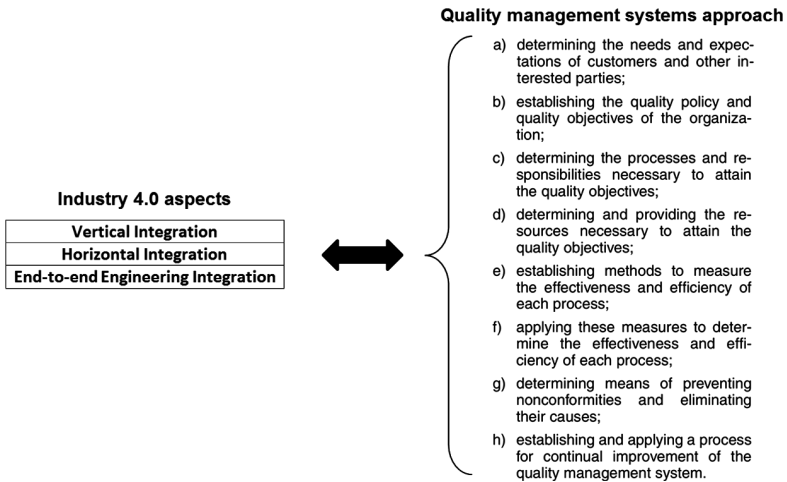 Quality management systems approach
a) determining the needs and expec-
tations of customers and other in-
terested parties;
b) establishing the quality policy and
quality objectives of the organiza-
tion;
c) determining the processes and re-
sponsibilities necessary to attain
the quality objectives;
d) determining and providing the re-
sources necessary to attain the
quality objectives;
e) establishing methods to measure
the effectiveness and efficiency of
each process;
f) applying these measures to deter-
mine the effectiveness and effi-
ciency of each process;
g) determining means of preventing
nonconformities and eliminating
their causes;
h) establishing and applying a process
for continual improvement of the
quality management system.
Industry 4.0 aspects
Vertical Integration
Horizontal Integration
End-to-end Engineering Integration